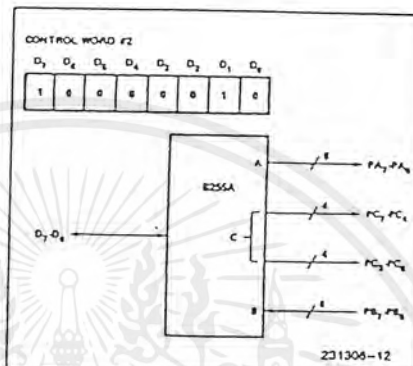 CONTROL WORD #2
D7 D6 D5 D4 D3 D2 D1 D0
1 0 0 0 0 0 1 0
A 8 PA7-PA0
8255A
4 PC7-PC4
D7-D0 C
4 PC3-PC0
B 8 PB7-PB0
231308-12